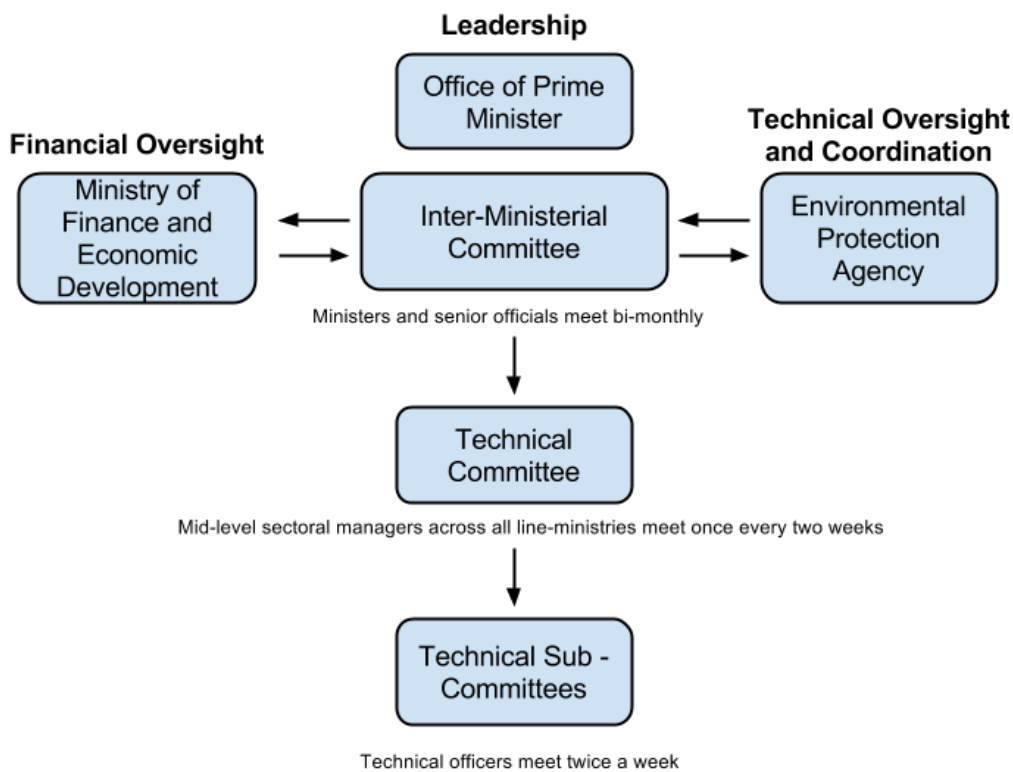 Leadership
Office of Prime
Minister
Financial Oversight
Ministry of
Finance and
Economic
Development
Inter-Ministerial
Committee
Technical Oversight
and Coordination
Environmental
Protection
Agency
Ministers and senior officials meet bi-monthly
Technical
Committee
Mid-level sectoral managers across all line-ministries meet once every two weeks
Technical Sub -
Committees
Technical officers meet twice a week